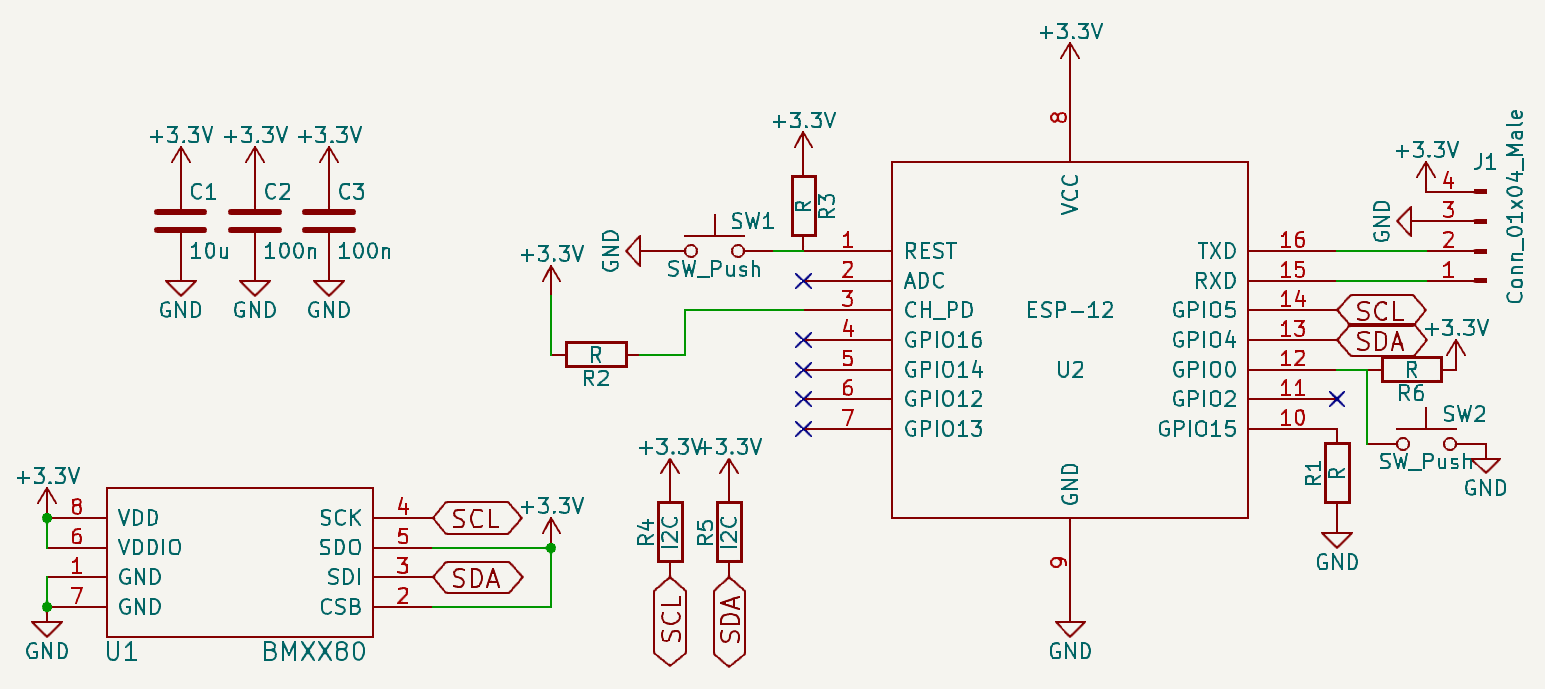 +3.3V
+3.3V +3.3V +3.3V
C1 C2 C3
10u 100n 100n
GND GND GND
+3.3V
R R3
SW1
SW_Push
GND
+3.3V
R
R2
+3.3V
8
VCC
1 REST
2 ADC
3 CH_PD
4 GPIO16
5 GPIO14
6 GPIO12
7 GPIO13
ESP-12
U2
TXD 16
RXD 15
GPIO5 14 SCL
GPIO4 13 SDA
GPIO0 12
GPIO2 11
GPIO15 10
GND
9
GND
J1
Conn_01x04_Male
+3.3V
4
GND 3
2
1
+3.3V
R
R6
SW2
SW_Push
GND
R1 R
GND
8 VDD
6 VDDIO
1 GND
7 GND
SCK 4 SCL
SDO 5
SDI 3 SDA
CSB 2
+3.3V
GND
U1 BMXX80
+3.3V +3.3V
R4 I2C R5 I2C
SCL SDA